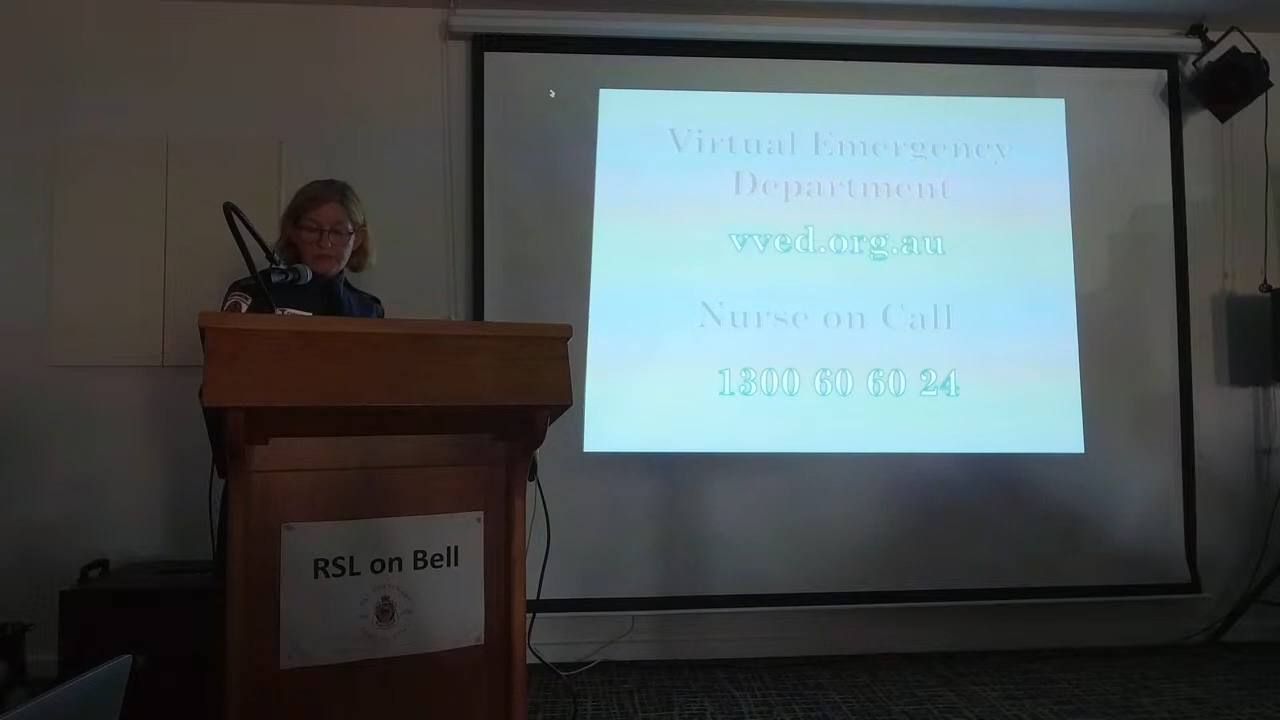 Virtual Emergency
Department
vved.org.au
Nurse on Call
1300 60 60 24
RSL on Bell